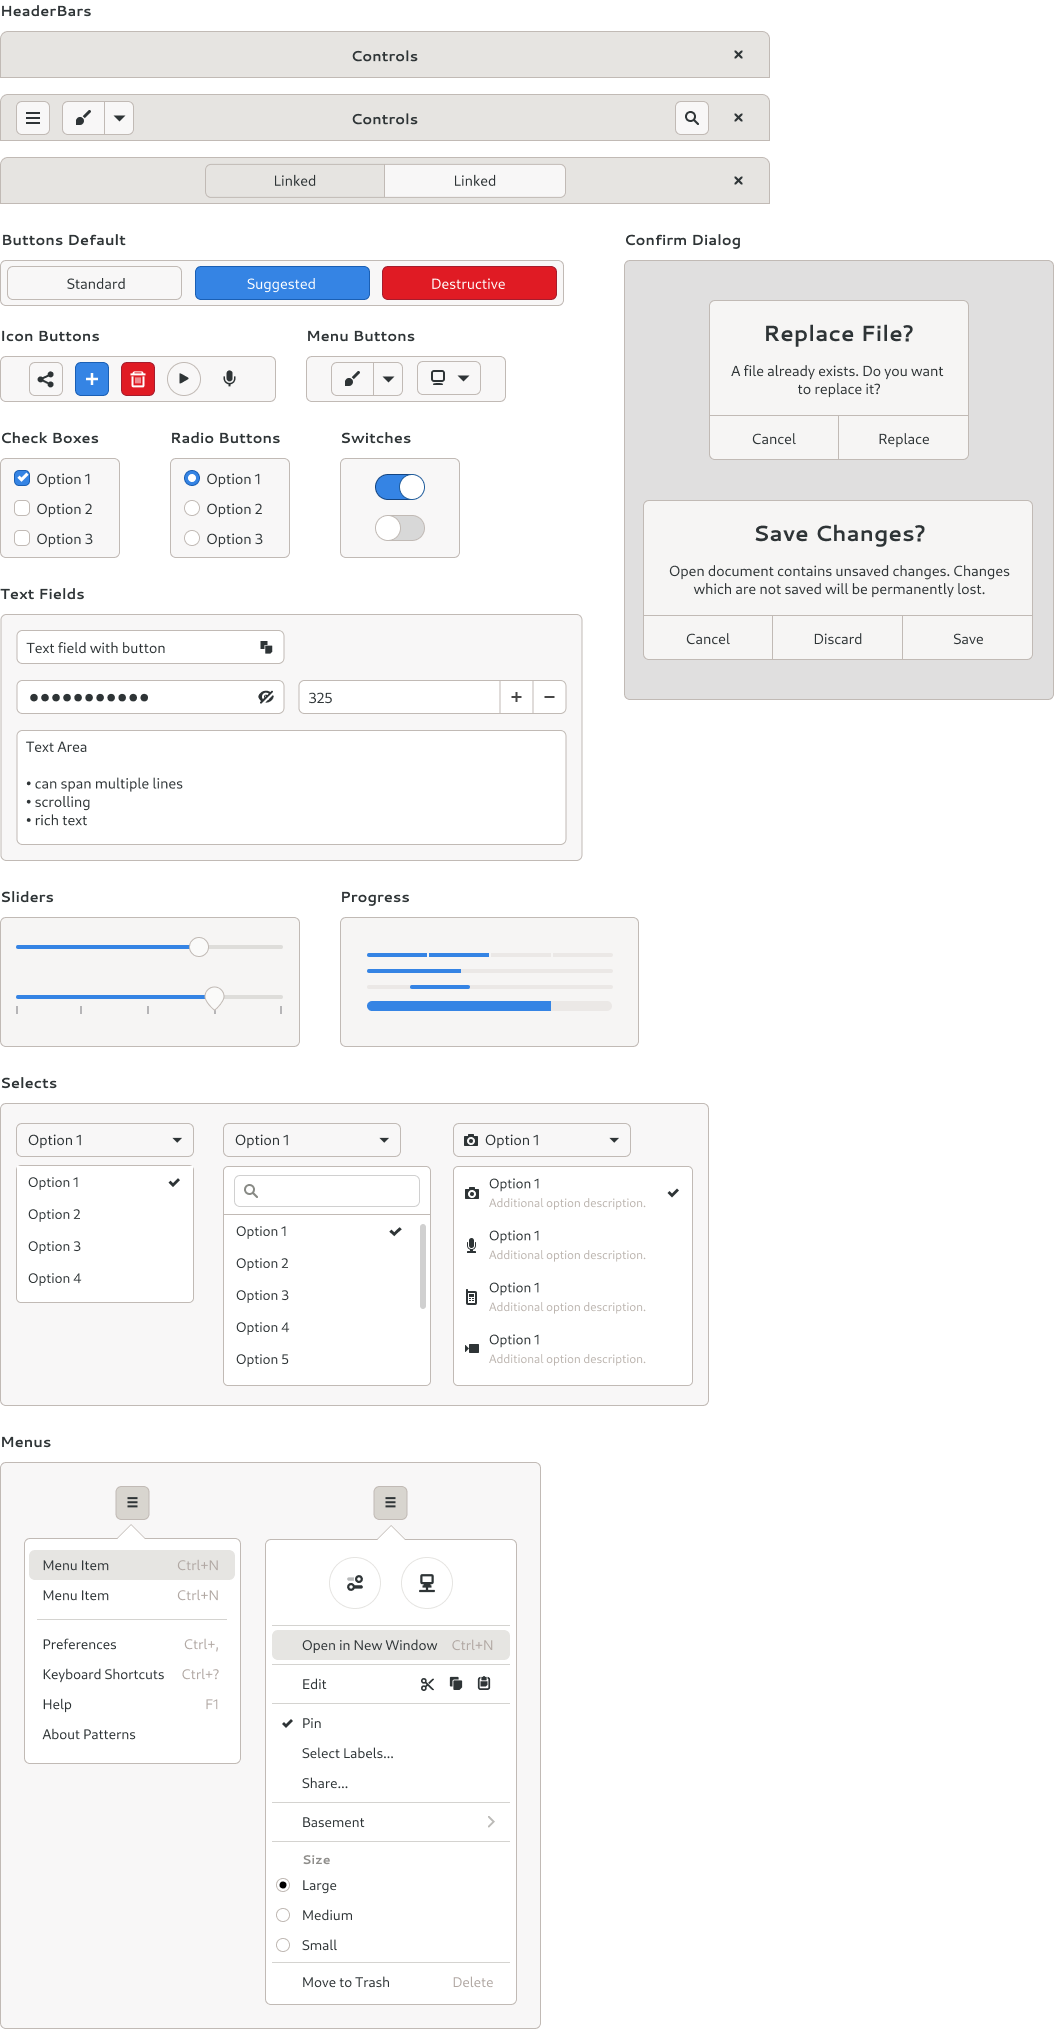 HeaderBars
Controls
Controls
Linked Linked
Buttons Default
Standard Suggested Destructive
Icon Buttons
Menu Buttons
Check Boxes
Option 1
Option 2
Option 3
Radio Buttons
Option 1
Option 2
Option 3
Switches
Confirm Dialog
Replace File?
A file already exists. Do you want
to replace it?
Cancel Replace
Save Changes?
Open document contains unsaved changes. Changes
which are not saved will be permanently lost.
Cancel Discard Save
Text Fields
Text field with button
●●●●●●●●●●●
325
Text Area
• can span multiple lines
• scrolling
• rich text
Sliders
Progress
Selects
Option 1
Option 1
Option 2
Option 3
Option 4
Option 1
Option 1
Option 2
Option 3
Option 4
Option 5
Option 1
Option 1
Additional option description.
Option 1
Additional option description.
Option 1
Additional option description.
Option 1
Additional option description.
Menus
Menu Item Ctrl+N
Menu Item Ctrl+N
Preferences Ctrl+,
Keyboard Shortcuts Ctrl+?
Help F1
About Patterns
Open in New Window Ctrl+N
Edit
Pin
Select Labels...
Share...
Basement
Size
Large
Medium
Small
Move to Trash Delete